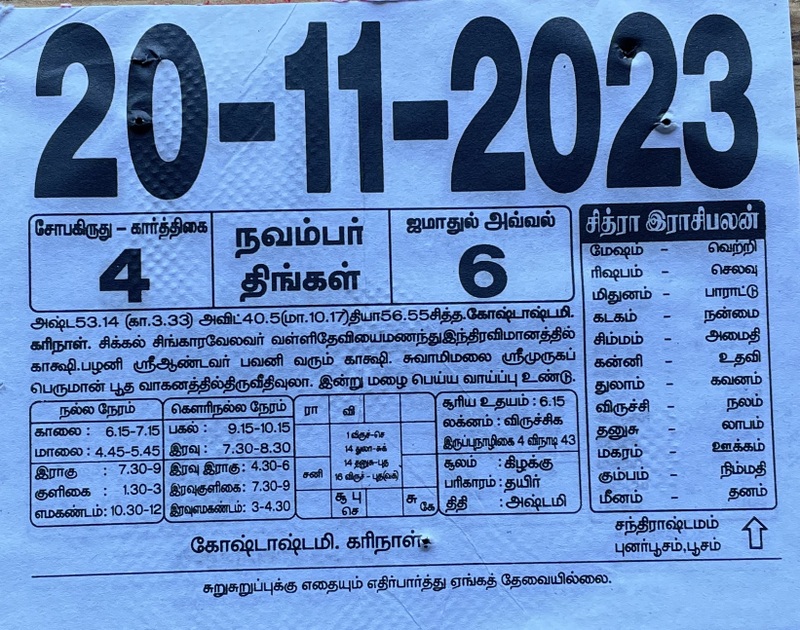 20-11-2023
சோபகிருது - கார்த்திகை
4
நவம்பர்
திங்கள்
ஜமாதுல் அவ்வல்
6
அஷ்ட53.14 (கா.3.33) அவிட்40.5(மா.10.17)தியா56.55சித்த.கோஷ்டாஷ்டமி.
கரிநாள். சிக்கல் சிங்காரவேலவர் வள்ளிதேவியைமணந்துஇந்திரவிமானத்தில்
காக்ஷி.பழனி ஸ்ரீஆண்டவர் பவனி வரும் காக்ஷி. சுவாமிமலை ஸ்ரீமுருகப்
பெருமான் பூத வாகனத்தில்திருவீதிவுலா. இன்று மழை பெய்ய வாய்ப்பு உண்டு.
நல்ல நேரம்
காலை : 6.15-7.15
மாலை : 4.45-5.45
இராகு : 7.30-9
குளிகை : 1.30-3
எமகண்டம்: 10.30-12
கௌரிநல்ல நேரம்
பகல் : 9.15-10.15
இரவு : 7.30-8.30
இரவு இராகு: 4.30-6
இரவுகுளிகை: 7.30-9
இரவுஎமகண்டம்: 3-4.30
ரா வி
1 விருச்-செ
14 துலா-சுக்
14 தனுசு-புத
16 விருச் - புத(வக்)
சனி
சூ பு
செ
சு
கே
சூரிய உதயம் : 6.15
லக்னம் : விருச்சிக
இருப்புநாழிகை 4 விநாடி 43
சூலம் : கிழக்கு
பரிகாரம் : தயிர்
திதி : அஷ்டமி
சித்ரா இராசிபலன்
மேஷம் - வெற்றி
ரிஷபம் - செலவு
மிதுனம் - பாராட்டு
கடகம் - நன்மை
சிம்மம் - அமைதி
கன்னி - உதவி
துலாம் - கவனம்
விருச்சி - நலம்
தனுசு - லாபம்
மகரம் - ஊக்கம்
கும்பம் - நிம்மதி
மீனம் - தனம்
சந்திராஷ்டமம்
புனர்பூசம்,பூசம்
கோஷ்டாஷ்டமி. கரிநாள்.
சுறுசுறுப்புக்கு எதையும் எதிர்பார்த்து ஏங்கத் தேவையில்லை.